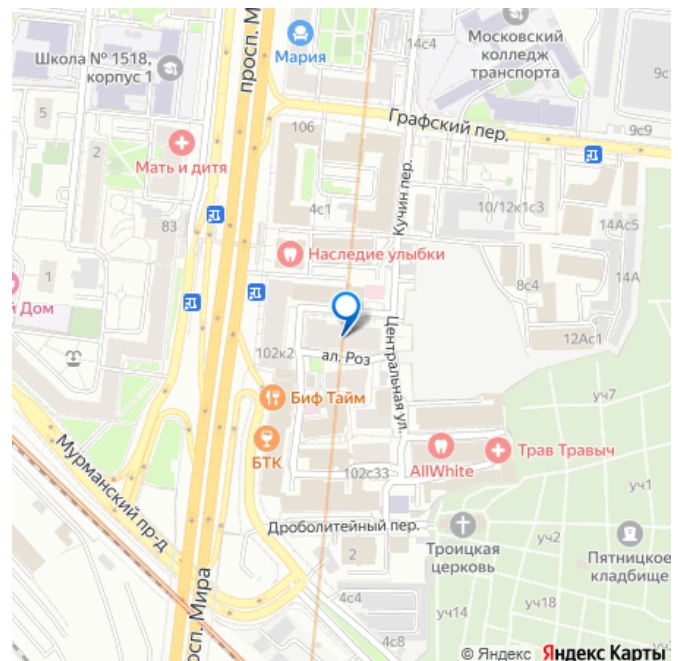 просп. М
Мария
14с4
Московский
колледж
транспорта
9с
Школа № 1518,
корпус 1
5
2
106
Графский пер.
9с9
Мать и дитя
4с1
Кучин пер.
10/12к1с3
14Ас5
83
Наследие улыбки
1
й Дом
8с4
14А
12Ас1
102к2
ал. Роз
Центральная ул.
Биф Тайм
уч7
БТК
AllWhite
Трав Травыч
102с33
уч1
Мурманский пр-д
Дроболитейный пер.
2
Троицкая
церковь
уч2
Пятницкое
кладбище
просп. Мира
4с4
уч14
уч18
4с8
уч
© Яндекс Яндекс Карты